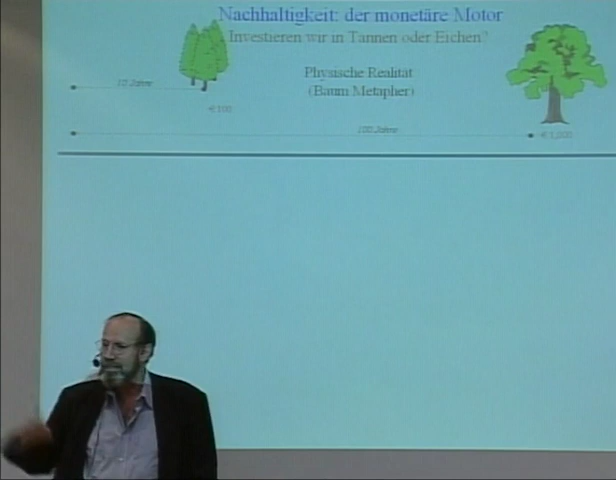 Nachhaltigkeit: der monetäre Motor
Investieren wir in Tannen oder Eichen?
Physische Realität
(Baum Metapher)
10 Jahre
€100
100 Jahre
€1,000